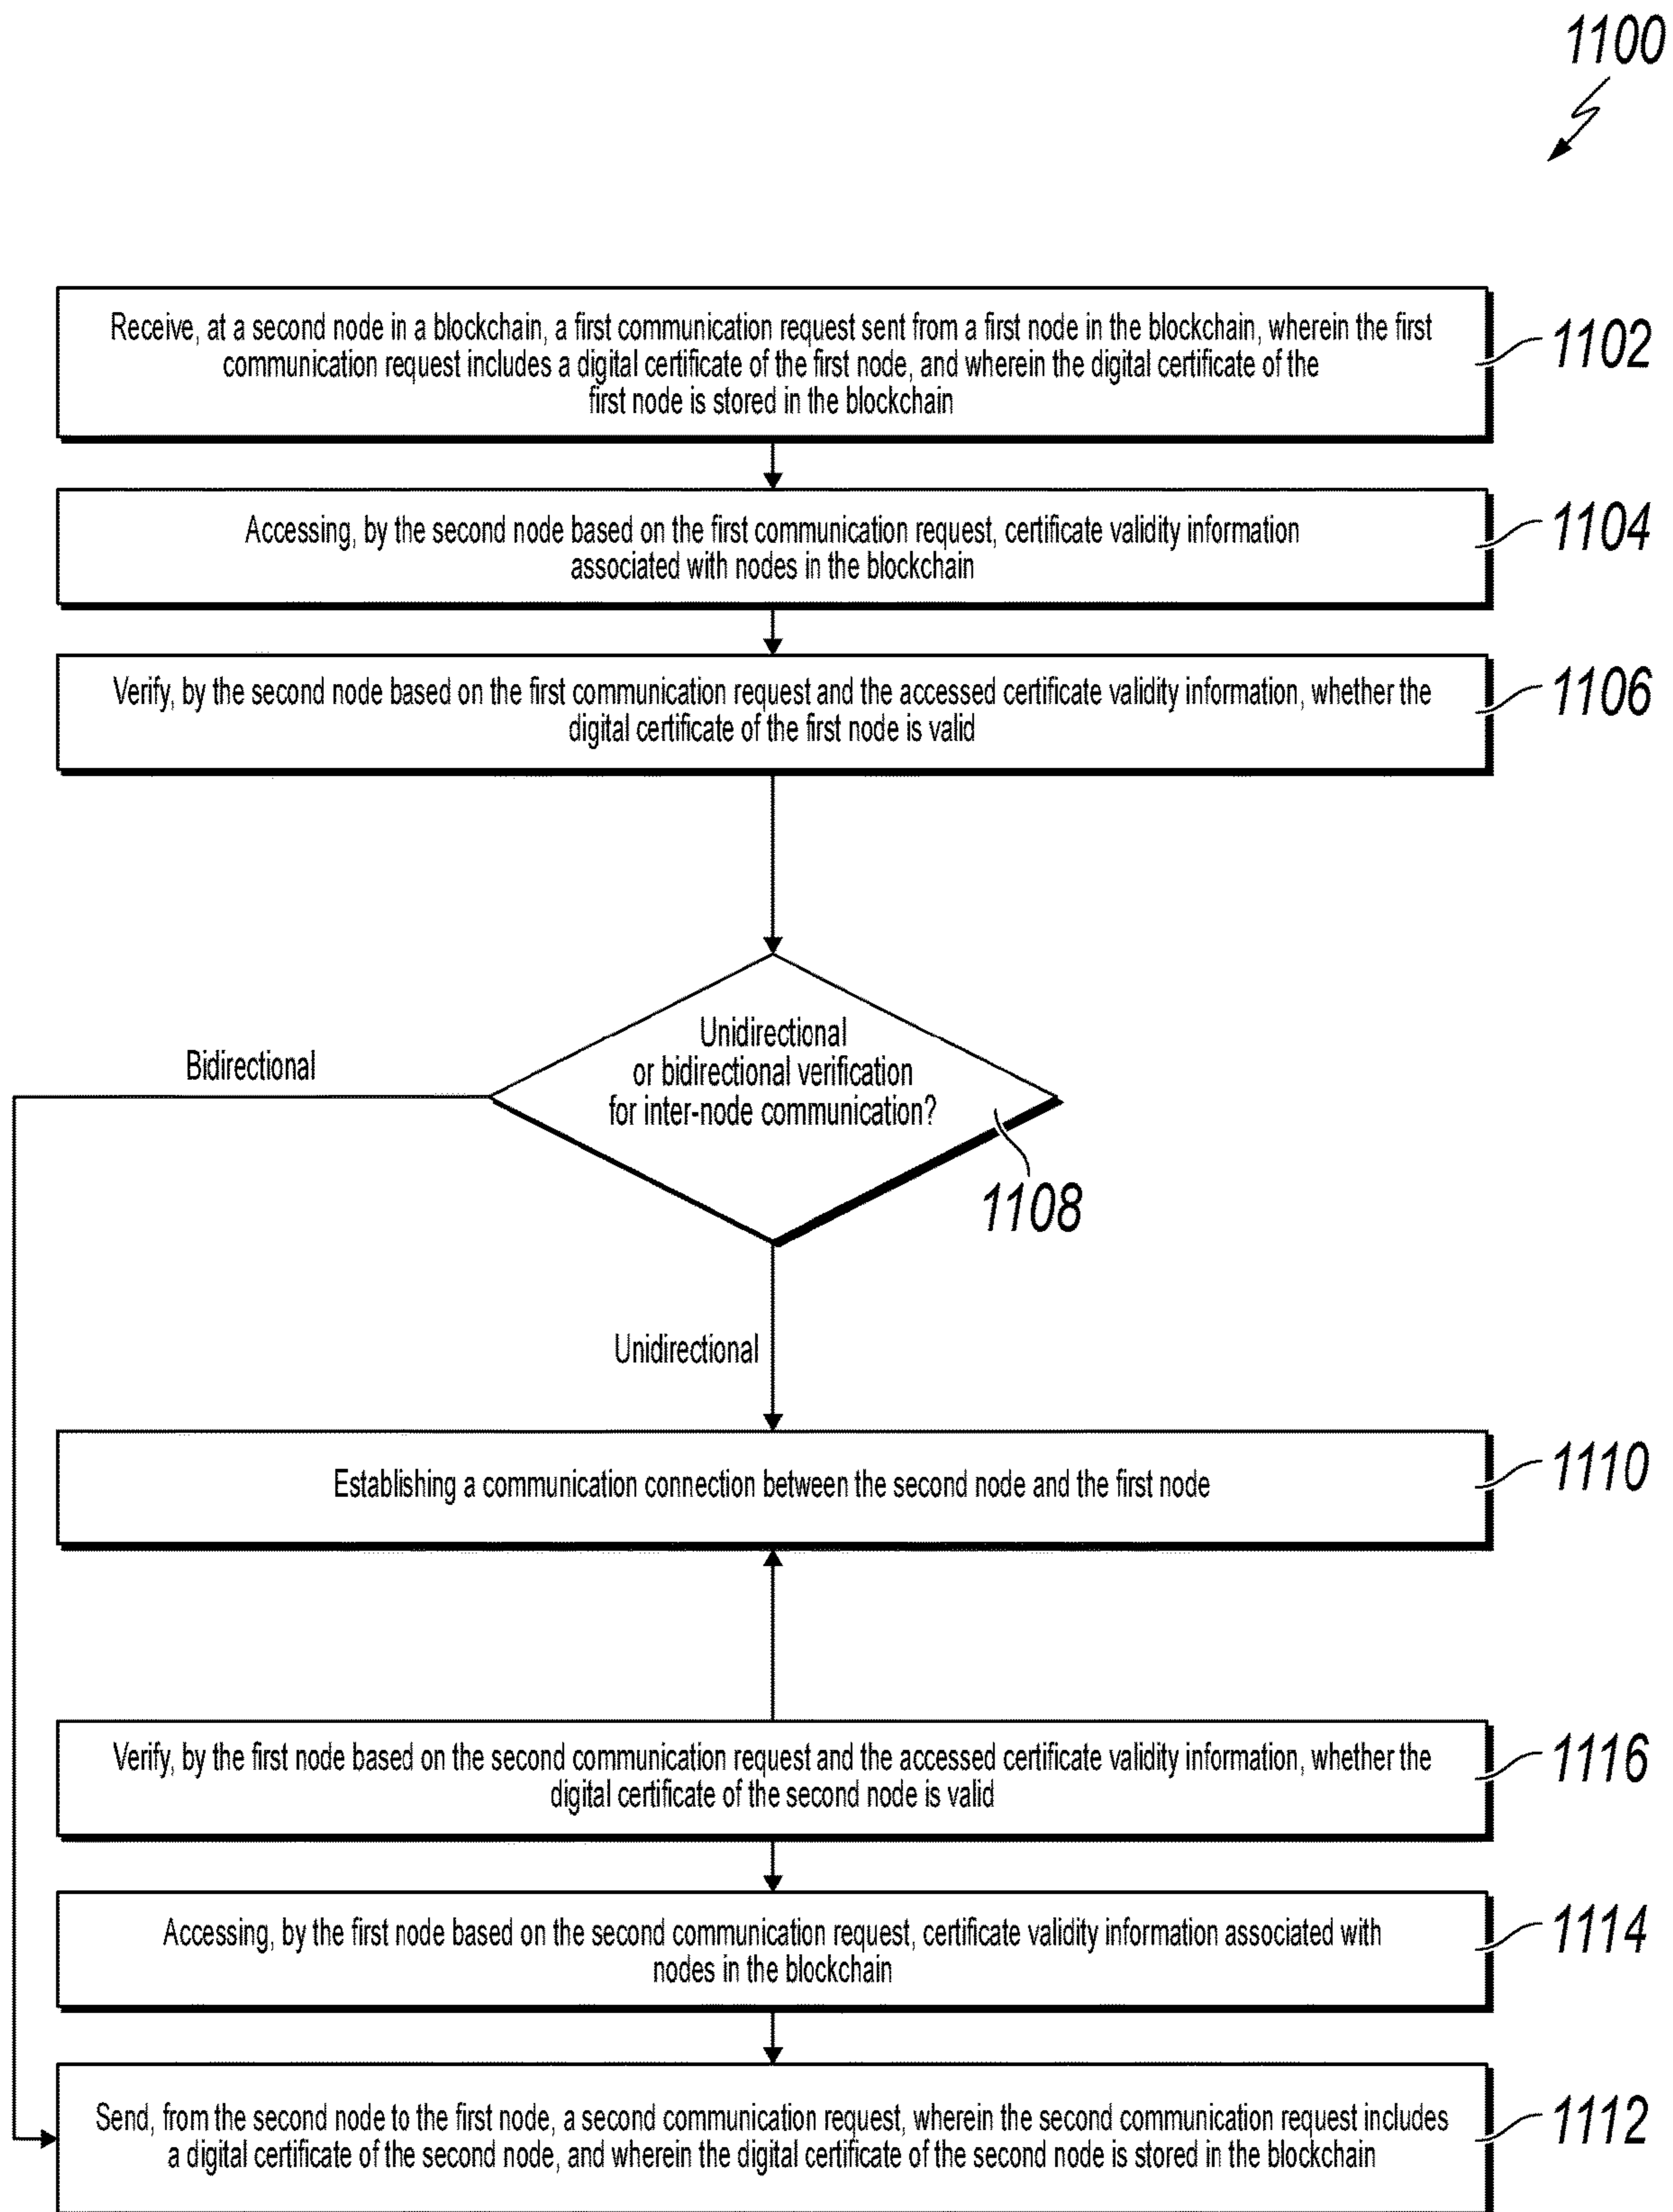 1100
Receive, at a second node in a blockchain, a first communication request sent from a first node in the blockchain, wherein the first
communication request includes a digital certificate of the first node, and wherein the digital certificate of the
first node is stored in the blockchain
1102
Accessing, by the second node based on the first communication request, certificate validity information
associated with nodes in the blockchain
1104
Verify, by the second node based on the first communication request and the accessed certificate validity information, whether the
digital certificate of the first node is valid
1106
Unidirectional
or bidirectional verification
for inter-node communication?
1108
Bidirectional
Unidirectional
Establishing a communication connection between the second node and the first node
1110
Verify, by the first node based on the second communication request and the accessed certificate validity information, whether the
digital certificate of the second node is valid
1116
Accessing, by the first node based on the second communication request, certificate validity information associated with
nodes in the blockchain
1114
Send, from the second node to the first node, a second communication request, wherein the second communication request includes
a digital certificate of the second node, and wherein the digital certificate of the second node is stored in the blockchain
1112